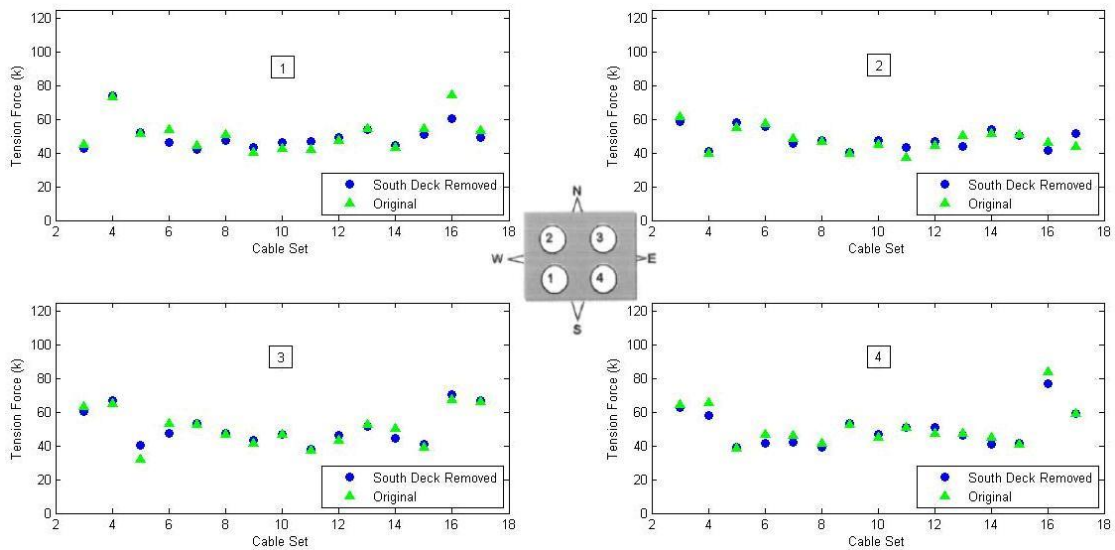 120
100
80
60
40
20
0
Tension Force (k)
1
South Deck Removed
Original
2 4 6 8 10 12 14 16 18
Cable Set
120
100
80
60
40
20
0
Tension Force (k)
2
South Deck Removed
Original
2 4 6 8 10 12 14 16 18
Cable Set
N
2 3
W E
1 4
S
120
100
80
60
40
20
0
Tension Force (k)
3
South Deck Removed
Original
2 4 6 8 10 12 14 16 18
Cable Set
120
100
80
60
40
20
0
Tension Force (k)
4
South Deck Removed
Original
2 4 6 8 10 12 14 16 18
Cable Set